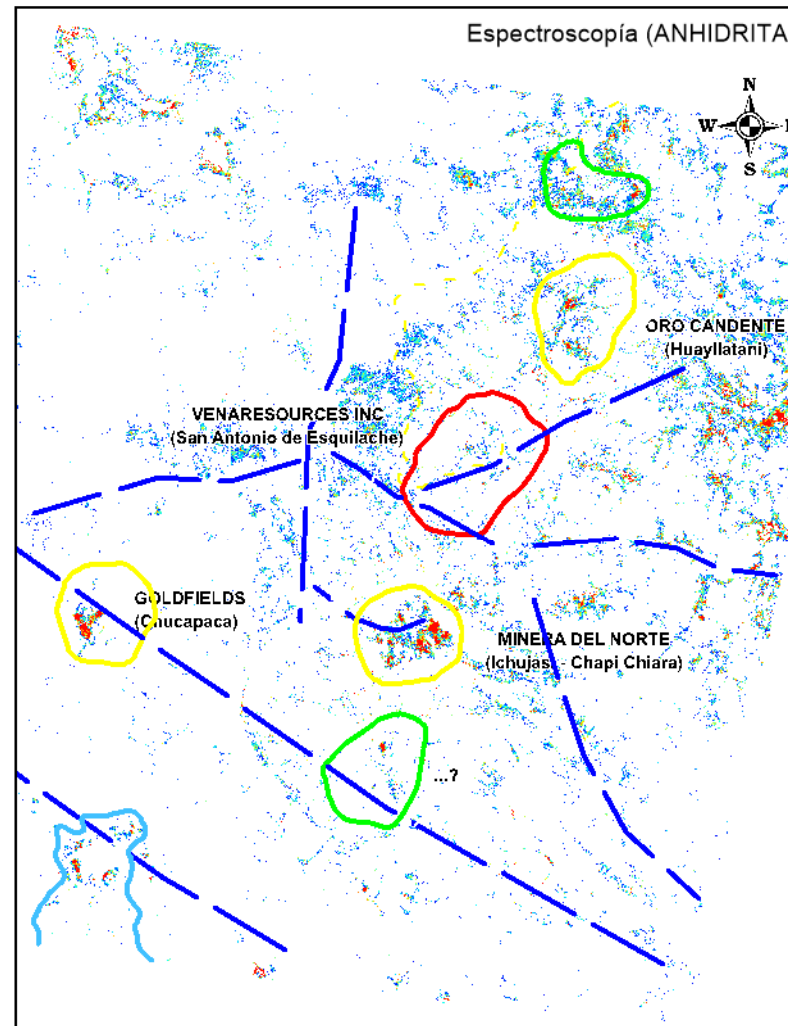 Espectroscopía (ANHIDRITA
N
W
S
ORO CANDENTE
(Huayllatani)
VENARESOURCES INC
(San Antonio de Esquilache)
GOLDFIELDS
(Chucapaca)
MINERA DEL NORTE
(Ichujas - Chapi Chiara)
...?